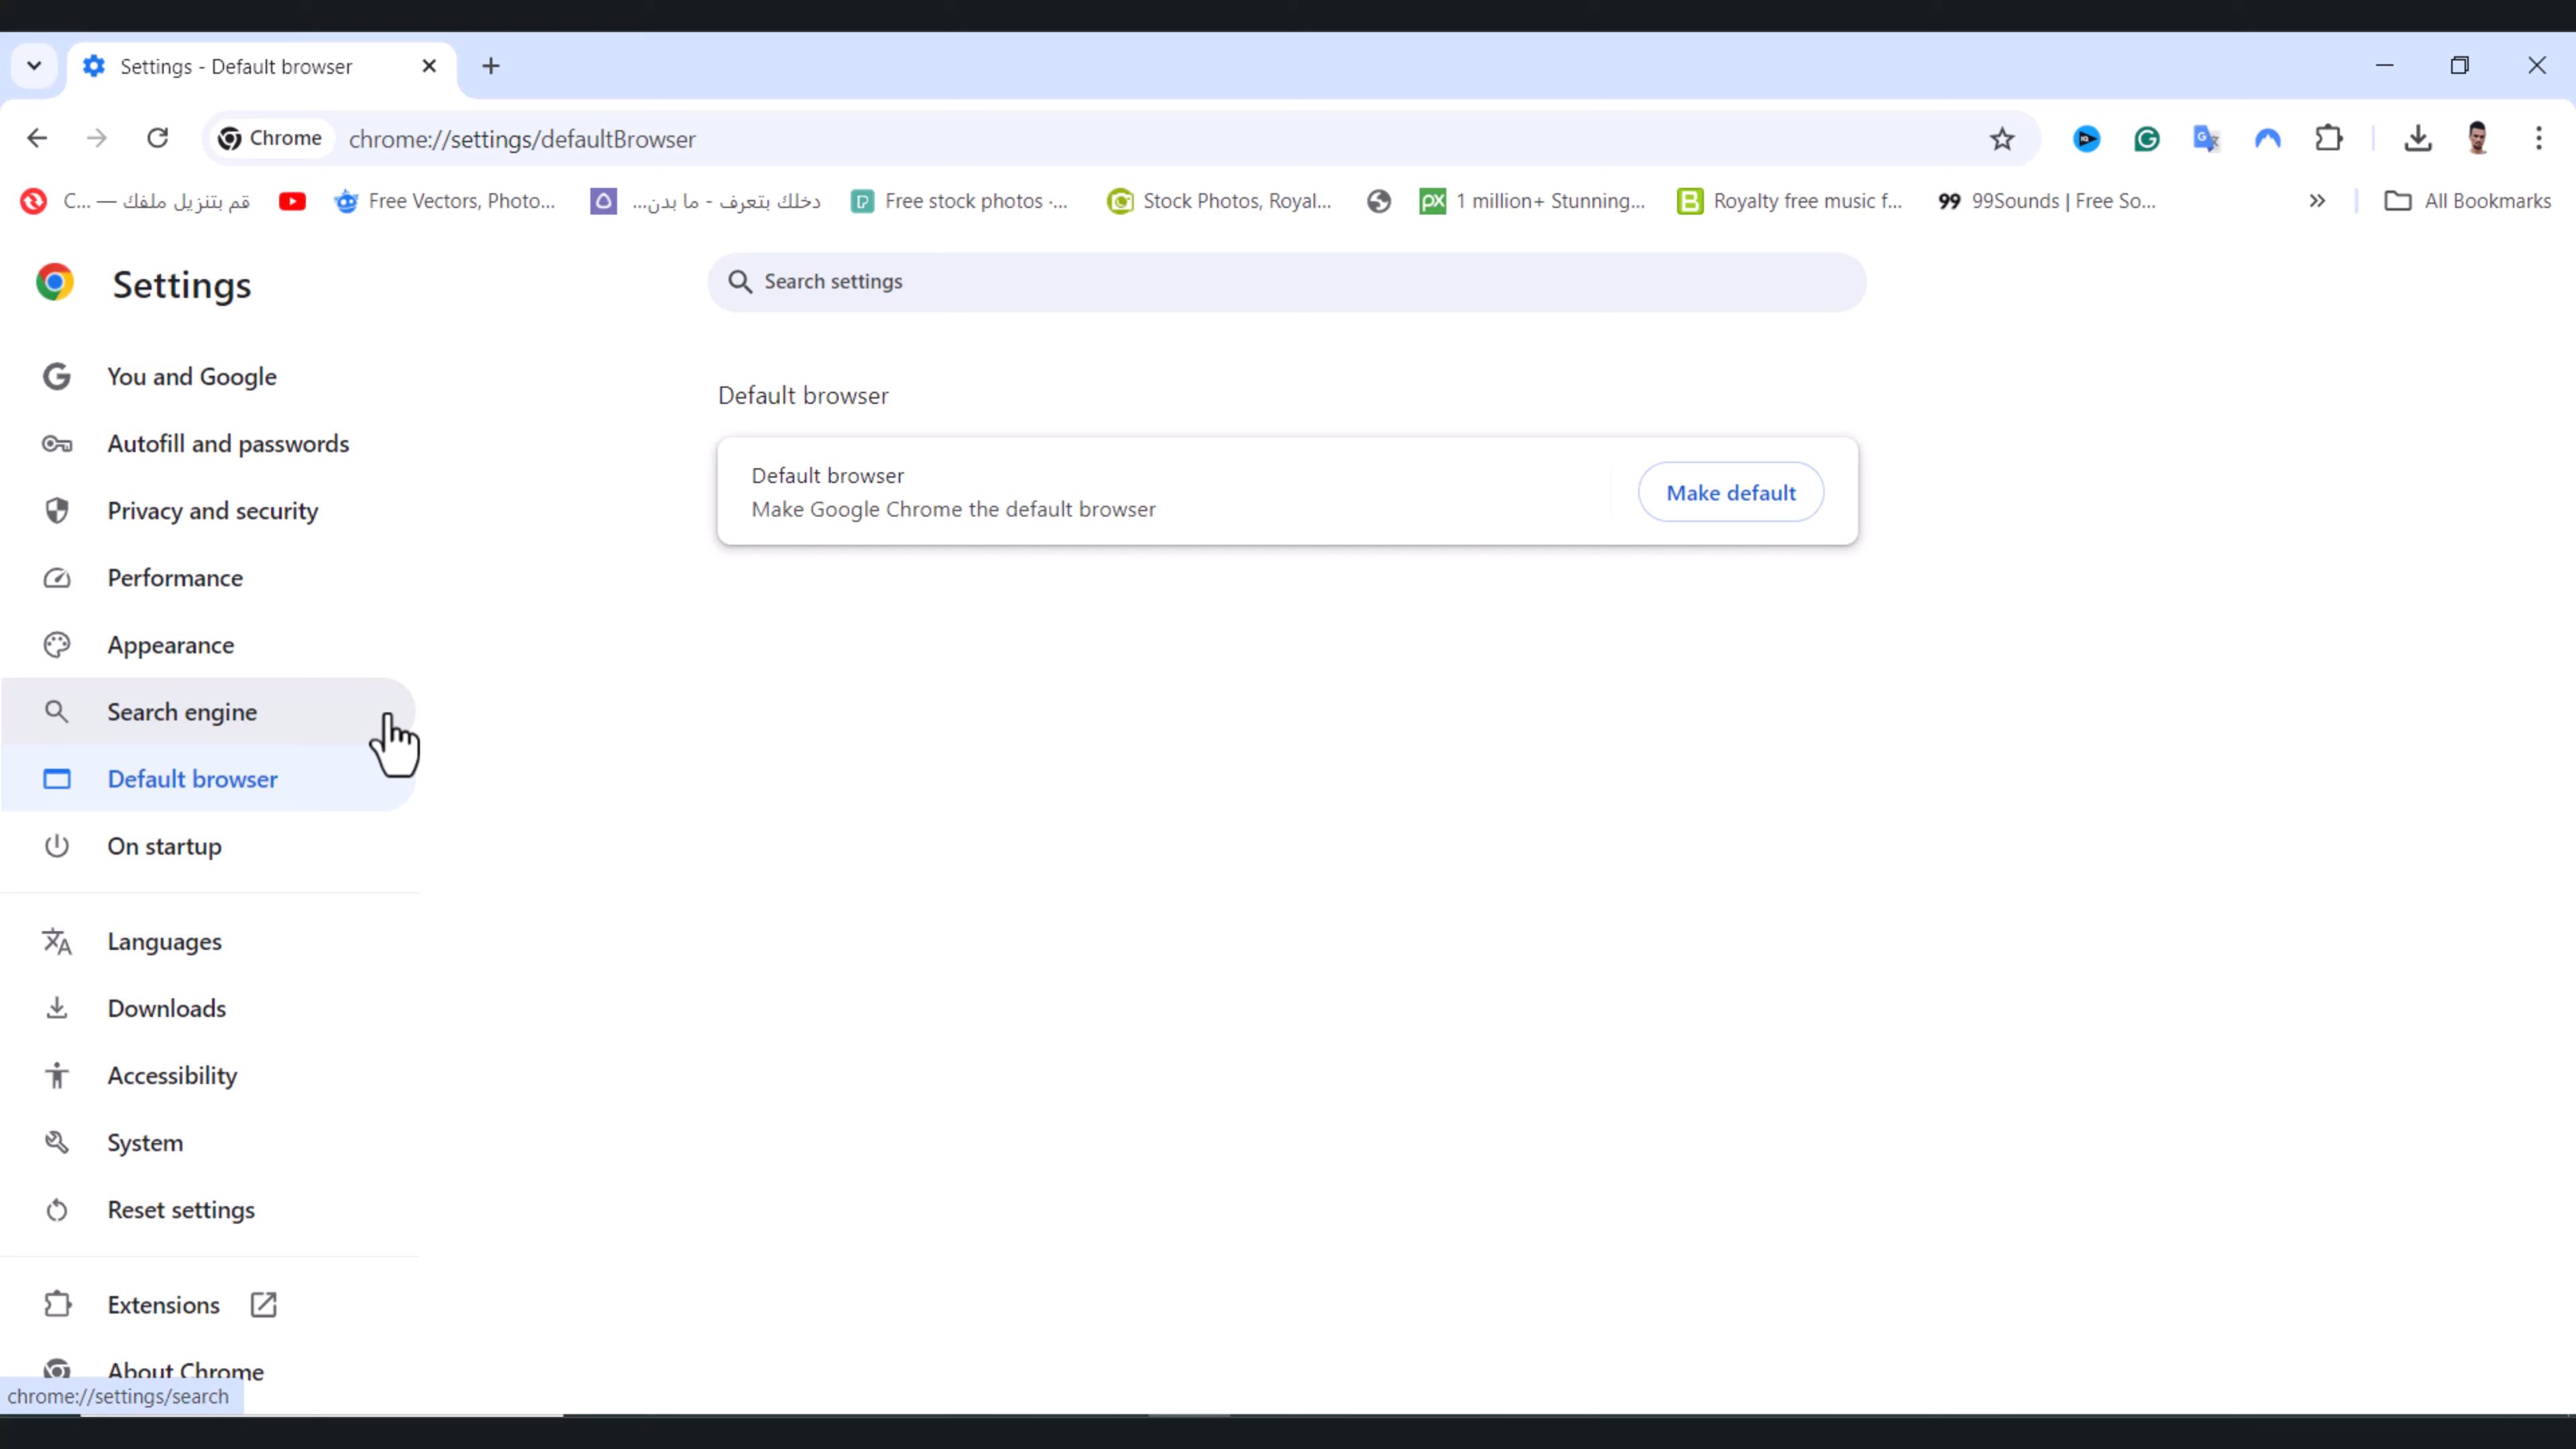 Settings - Default browser
Chrome
chrome://settings/defaultBrowser
قم بتنزيل ملفك — C...
Free Vectors, Photo...
دخلك بتعرف - ما بدن...
Free stock photos ·...
Stock Photos, Royal...
1 million+ Stunning...
Royalty free music f...
99Sounds | Free So...
All Bookmarks
Settings
Search settings
You and Google
Autofill and passwords
Privacy and security
Performance
Appearance
Search engine
Default browser
On startup
Languages
Downloads
Accessibility
System
Reset settings
Extensions
About Chrome
Default browser
Default browser
Make Google Chrome the default browser
Make default
chrome://settings/search